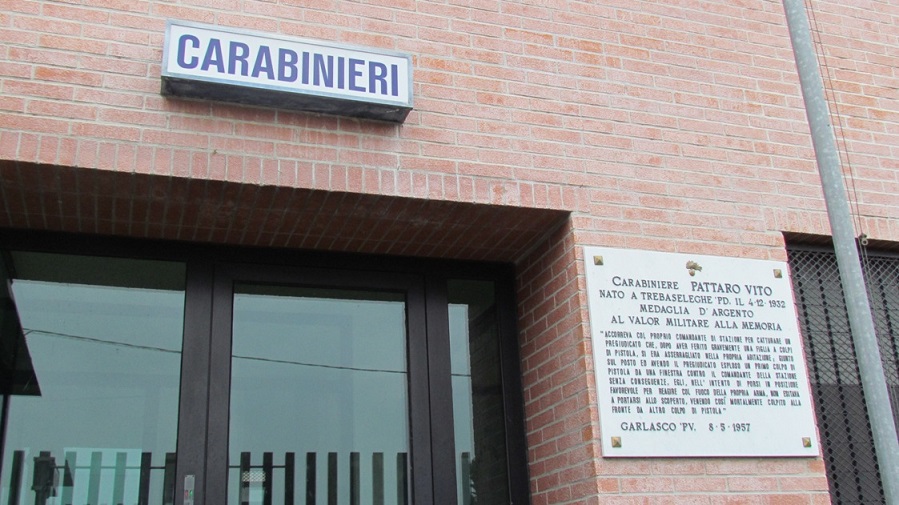 CARABINIERI
CARABINIERE PATTARO VITO
NATO A TREBASELEGHE "PD. IL 4·12·1932
MEDAGLIA D'ARGENTO
AL VALOR MILITARE ALLA MEMORIA
"ACCORREVA COL PROPRIO COMANDANTE DI STAZIONE PER CATTURARE UN
PREGIUDICATO CHE, DOPO AVER FERITO GRAVEMENTE UNA FIGLIA A COLPI
DI PISTOLA, SI ERA ASSERRAGLIATO NELLA PROPRIA ABITAZIONE; GIUNTO
SUL POSTO ED AVENDO IL PREGIUDICATO ESPLOSO UN PRIMO COLPO DI
PISTOLA DA UNA FINESTRA CONTRO IL COMANDANTE DELLA STAZIONE
SENZA CONSEGUENZE, EGLI, NELL'INTENTO DI PORSI IN POSIZIONE
FAVOREVOLE PER REAGIRE COL FUOCO DELLA PROPRIA ARMA, NON ESITAVA
A PORTARSI ALLO SCOPERTO, VENENDO COSÌ MORTALMENTE COLPITO ALLA
FRONTE DA ALTRO COLPO DI PISTOLA"
GARLASCO "PV. 8·5·1957